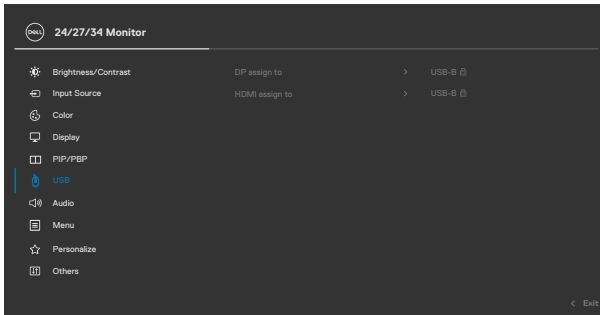 DELL
24/27/34 Monitor
Brightness/Contrast
DP assign to > USB-B
Input Source
HDMI assign to > USB-B
Color
Display
PIP/PBP
USB
Audio
Menu
Personalize
Others
< Exit